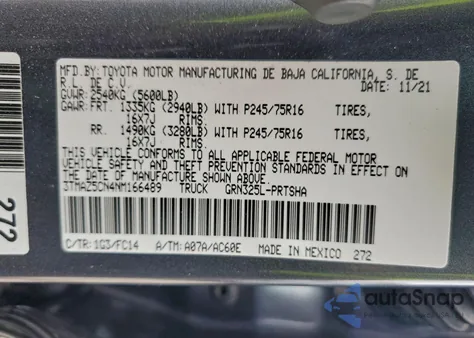 MFD.BY:TOYOTA MOTOR MANUFACTURING DE BAJA CALIFORNIA, S. DE
R.L. DE C.V. DATE: 11/21
GVWR: 2540KG (5600LB)
GAWR: FRT. 1335KG (2940LB) WITH P245/75R16 TIRES,
16X7J RIMS.
RR. 1490KG (3280LB) WITH P245/75R16 TIRES,
16X7J RIMS.
THIS VEHICLE CONFORMS TO ALL APPLICABLE FEDERAL MOTOR
VEHICLE SAFETY AND THEFT PREVENTION STANDARDS IN EFFECT ON
THE DATE OF MANUFACTURE SHOWN ABOVE.
3TMAZ5CN4NM166489 TRUCK GRN325L-PRTSHA
C/TR: 1G3/FC14 A/TM: A07A/AC60E MADE IN MEXICO 272
272
autoSnap